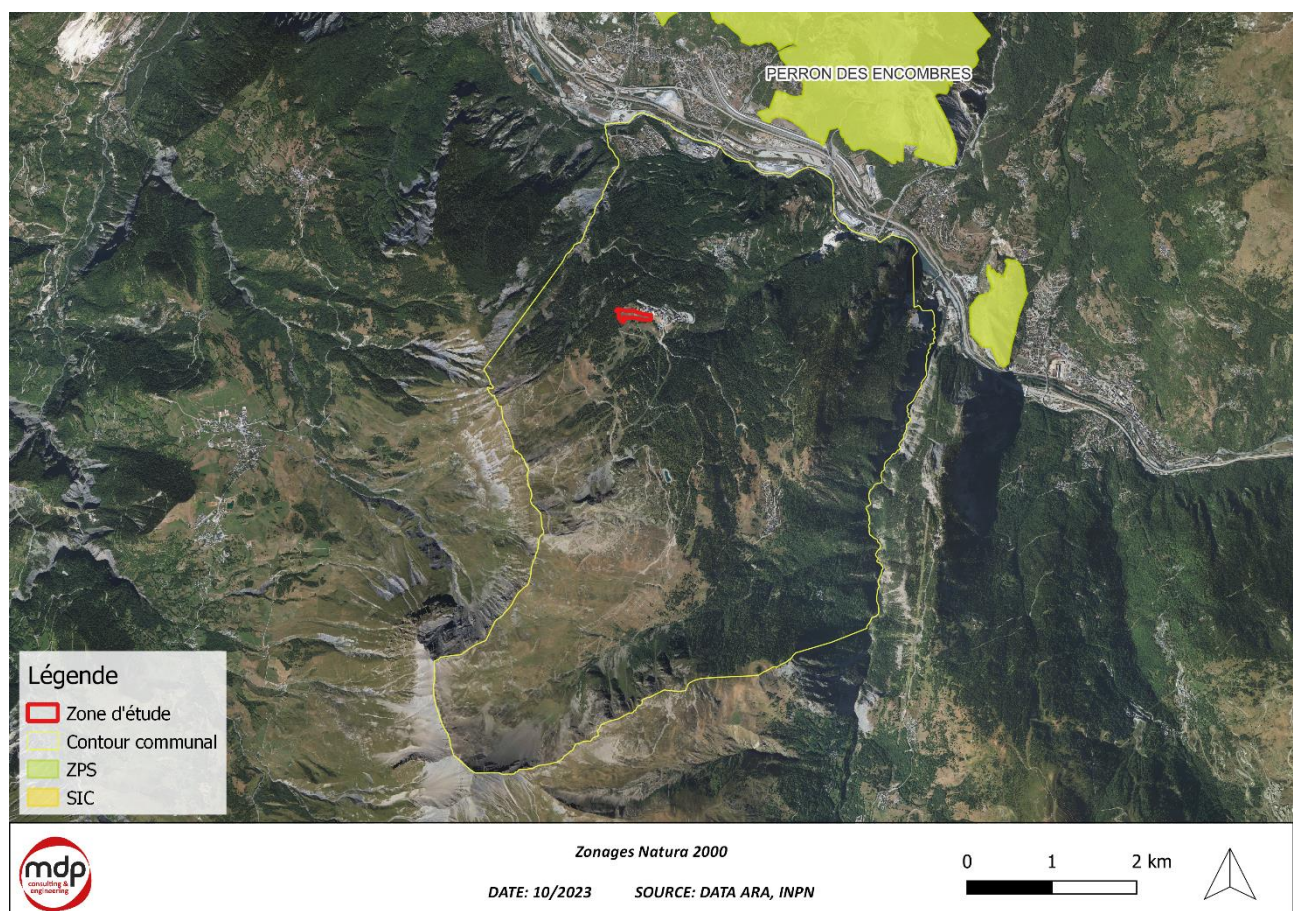 PERRON DES ENCOMBRES
Légende
Zone d'étude
Contour communal
ZPS
SIC
mdp
consulting &
engineering
Zonages Natura 2000
DATE: 10/2023 SOURCE: DATA ARA, INPN
0 1 2 km